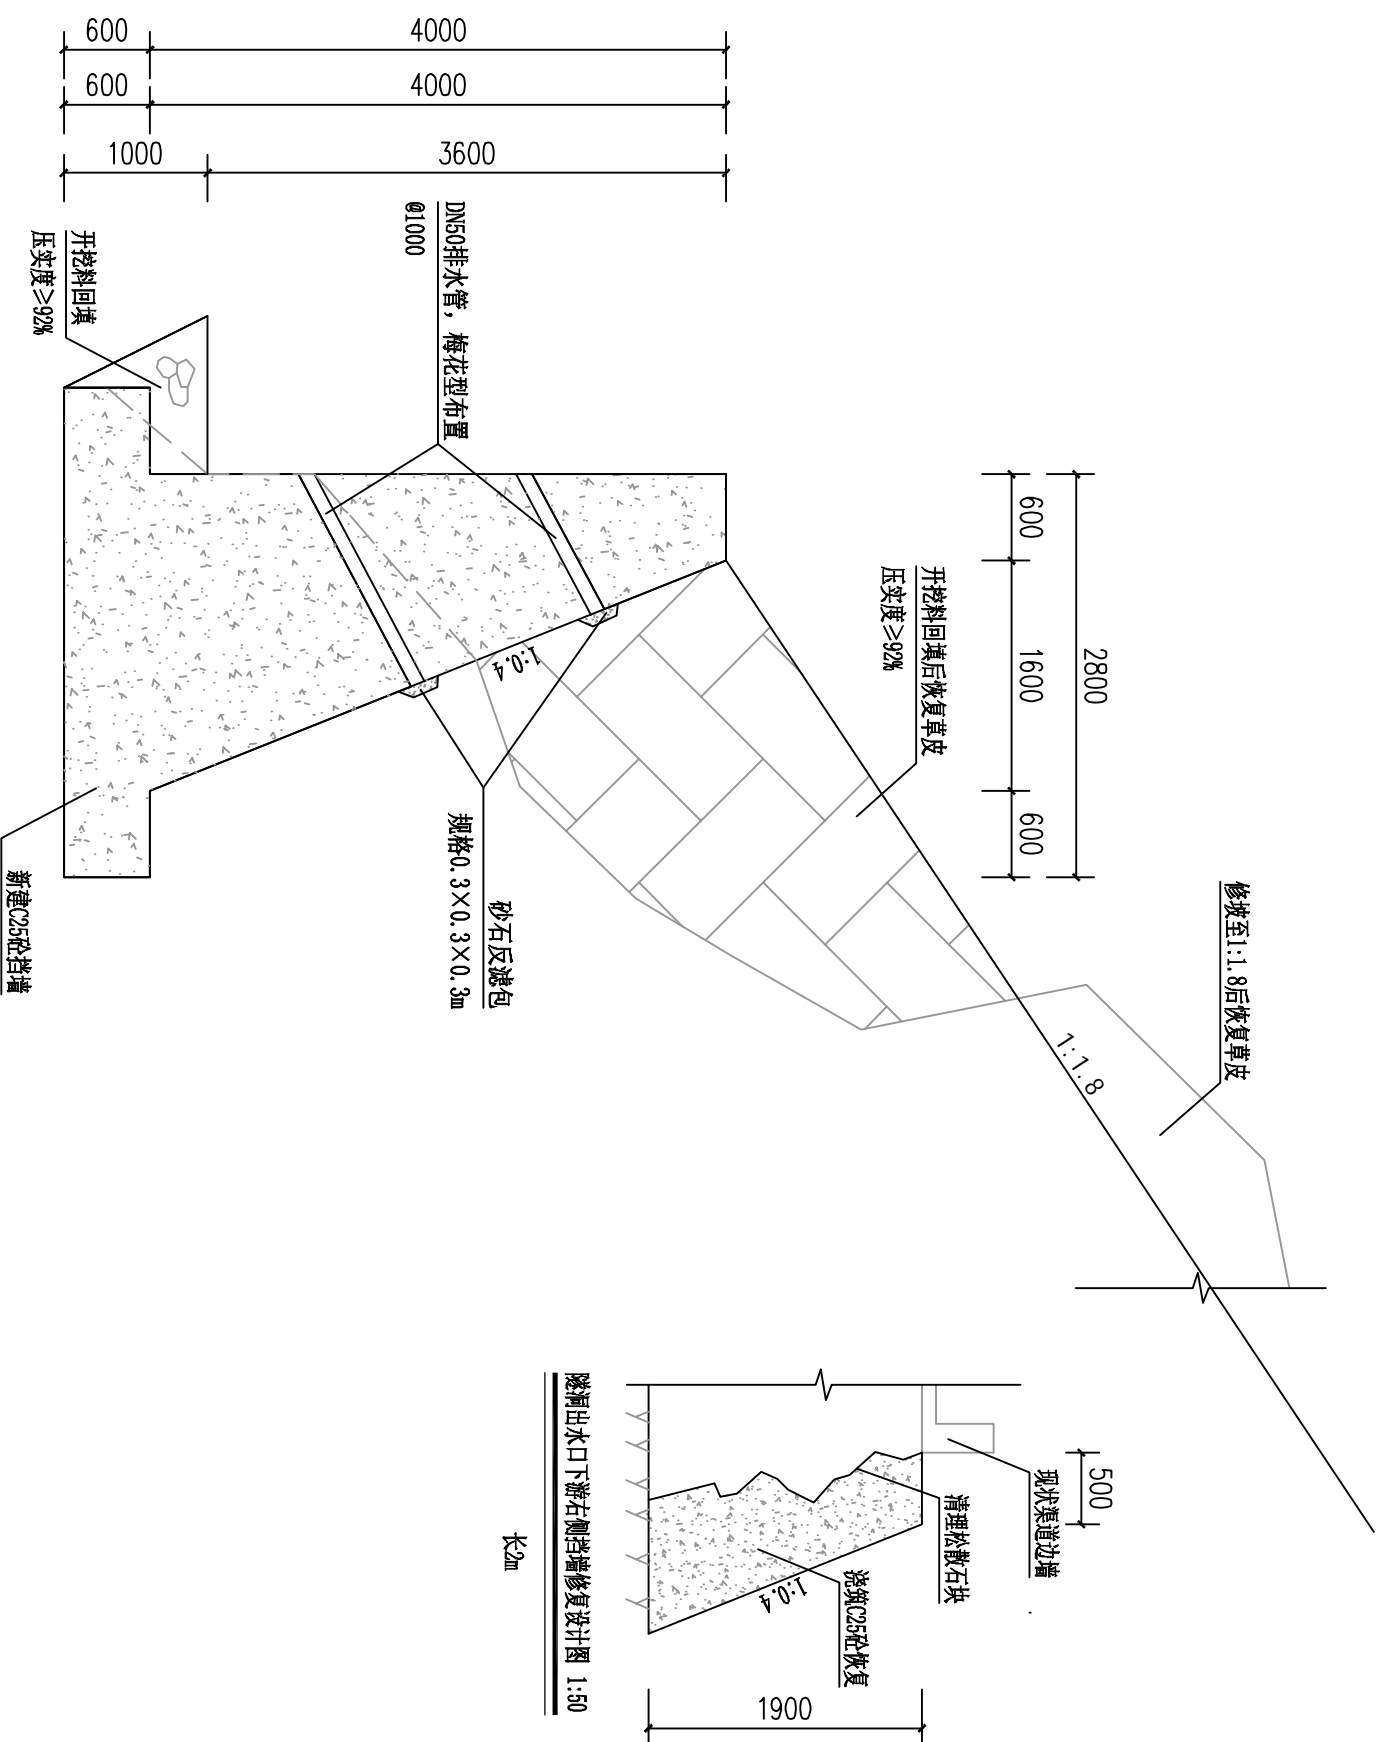 600
4000
600
4000
1000
3600
DN50排水管，梅花型布置
@1000
开挖料回填
压实度≥92%
600
1600
600
2800
开挖料回填后恢复草皮
压实度≥92%
1:0.4
砂石反滤包
规格0.3×0.3×0.3m
新建C25砼挡墙
修坡至1:1.8后恢复草皮
1:1.8
500
现状渠道边墙
清理松散石块
浇筑C25砼恢复
1:0.4
1900
隧洞出水口下游右侧挡墙修复设计图 1:50
长2m